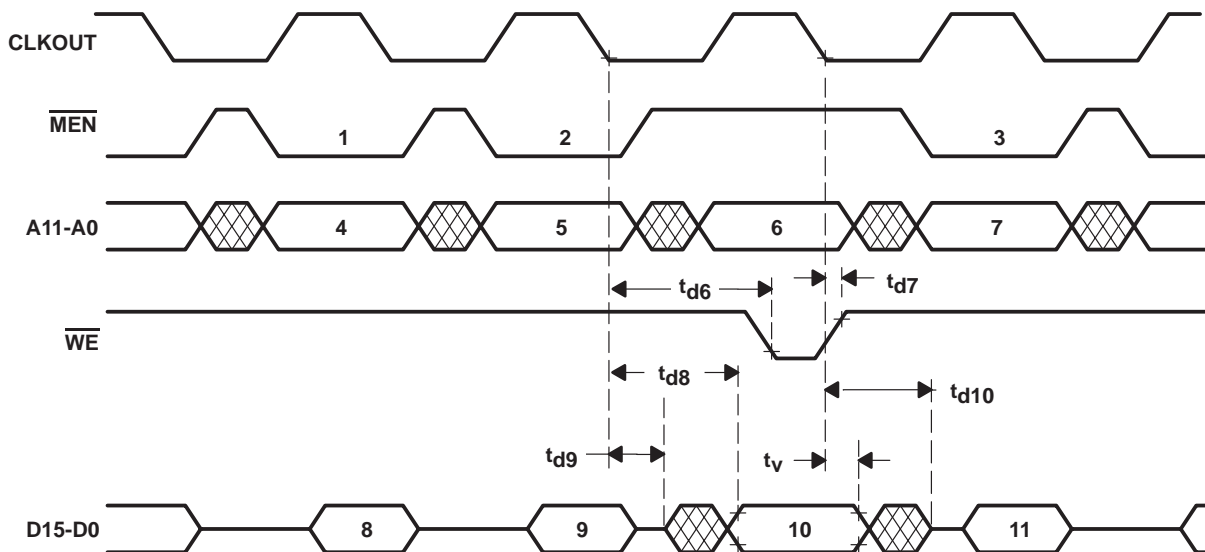 CLKOUT
MEN
1 2 3
A11-A0
4 5 6 7
td6 td7
WE
td8 td10
td9 tv
D15-D0
8 9 10 11